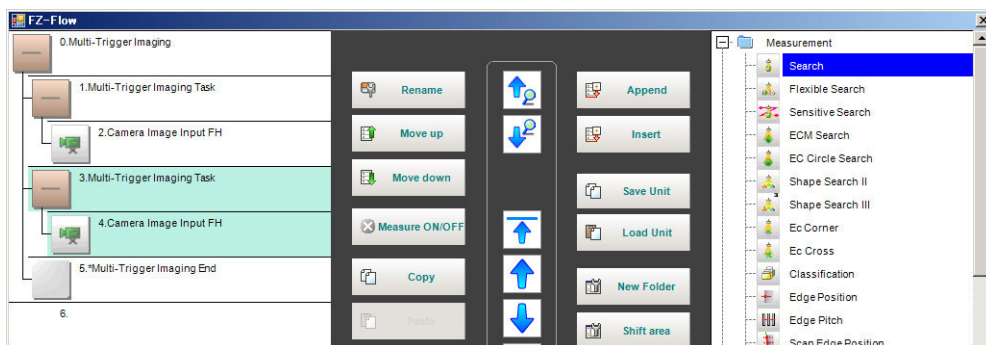 FZ-Flow
0.Multi-Trigger Imaging
1.Multi-Trigger Imaging Task
2.Camera Image Input FH
3.Multi-Trigger Imaging Task
4.Camera Image Input FH
5.*Multi-Trigger Imaging End
6.
Rename
Move up
Move down
Measure ON/OFF
Copy
Paste
Append
Insert
Save Unit
Load Unit
New Folder
Shift area
Measurement
Search
Flexible Search
Sensitive Search
ECM Search
EC Circle Search
Shape Search II
Shape Search III
Ec Corner
Ec Cross
Classification
Edge Position
Edge Pitch
Scan Edge Position